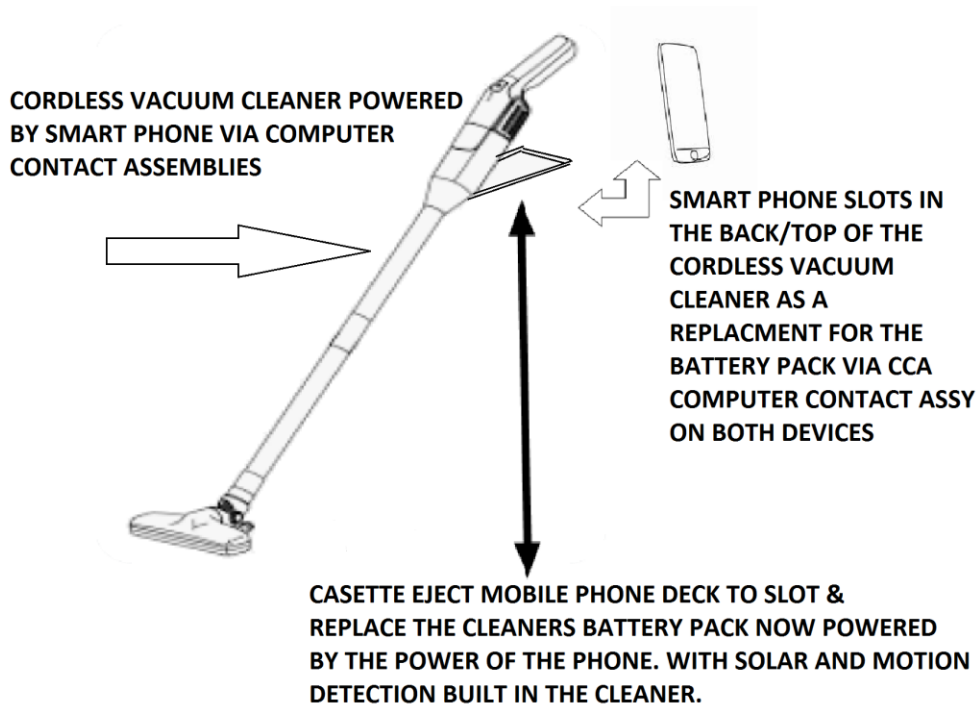 CORDLESS VACUUM CLEANER POWERED
BY SMART PHONE VIA COMPUTER
CONTACT ASSEMBLIES
SMART PHONE SLOTS IN
THE BACK/TOP OF THE
CORDLESS VACUUM
CLEANER AS A
REPLACMENT FOR THE
BATTERY PACK VIA CCA
COMPUTER CONTACT ASSY
ON BOTH DEVICES
CASETTE EJECT MOBILE PHONE DECK TO SLOT &
REPLACE THE CLEANERS BATTERY PACK NOW POWERED
BY THE POWER OF THE PHONE. WITH SOLAR AND MOTION
DETECTION BUILT IN THE CLEANER.